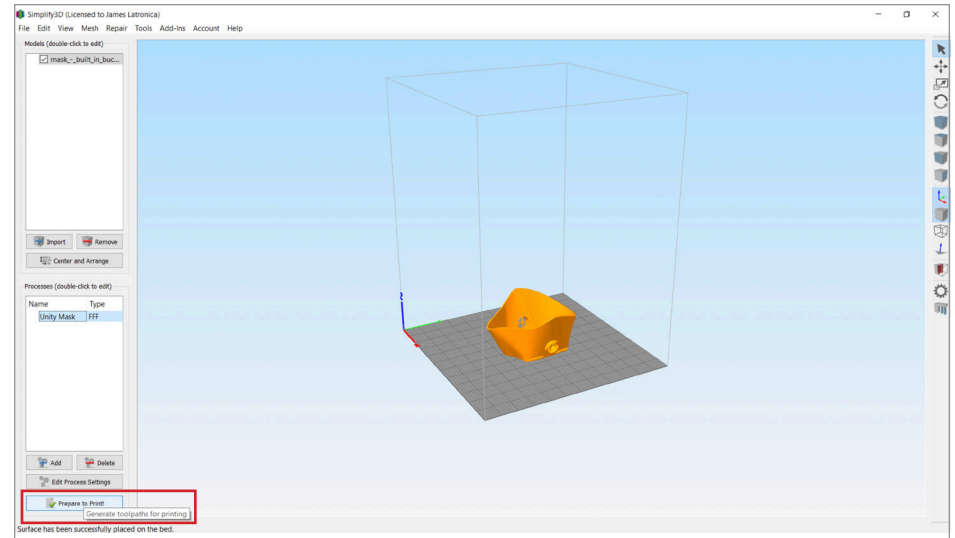 Simplify3D (Licensed to James Latronica)
File Edit View Mesh Repair Tools Add-Ins Account Help
Models (double-click to edit)
mask_-_built_in_buc...
Import Remove
Center and Arrange
Processes (double-click to edit)
Name Type
Unity Mask FFF
Add Delete
Edit Process Settings
Prepare to Print!
Generate toolpaths for printing
Surface has been successfully placed on the bed.